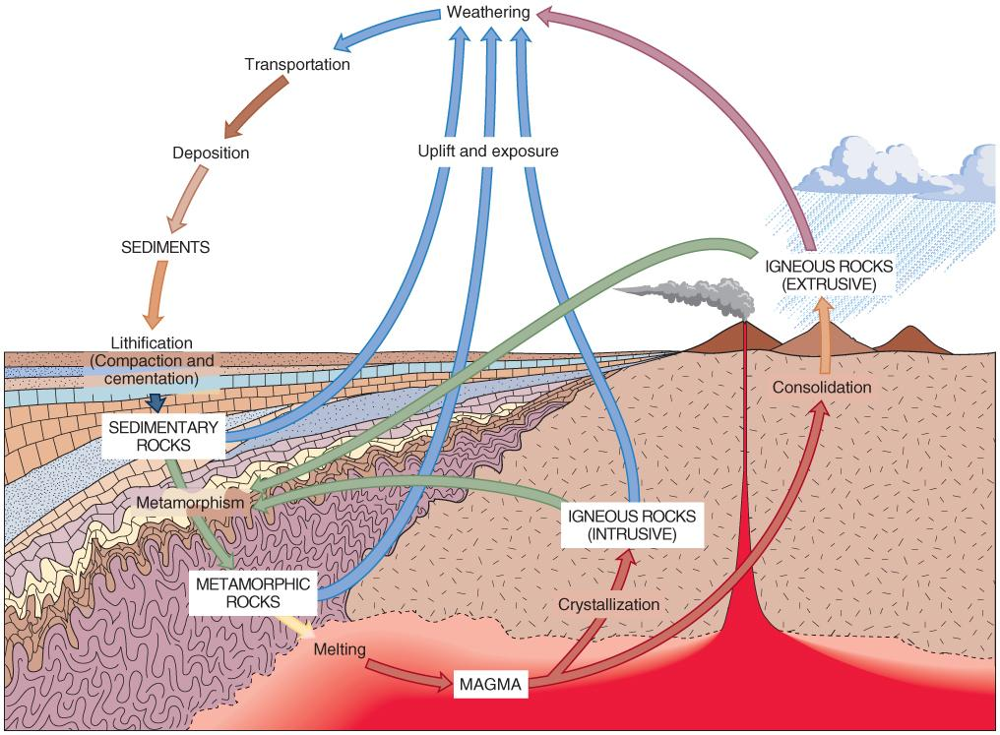 Weathering
Transportation
Deposition
Uplift and exposure
SEDIMENTS
IGNEOUS ROCKS
(EXTRUSIVE)
Lithification
(Compaction and
cementation)
Consolidation
SEDIMENTARY
ROCKS
Metamorphism
IGNEOUS ROCKS
(INTRUSIVE)
METAMORPHIC
ROCKS
Crystallization
Melting
MAGMA